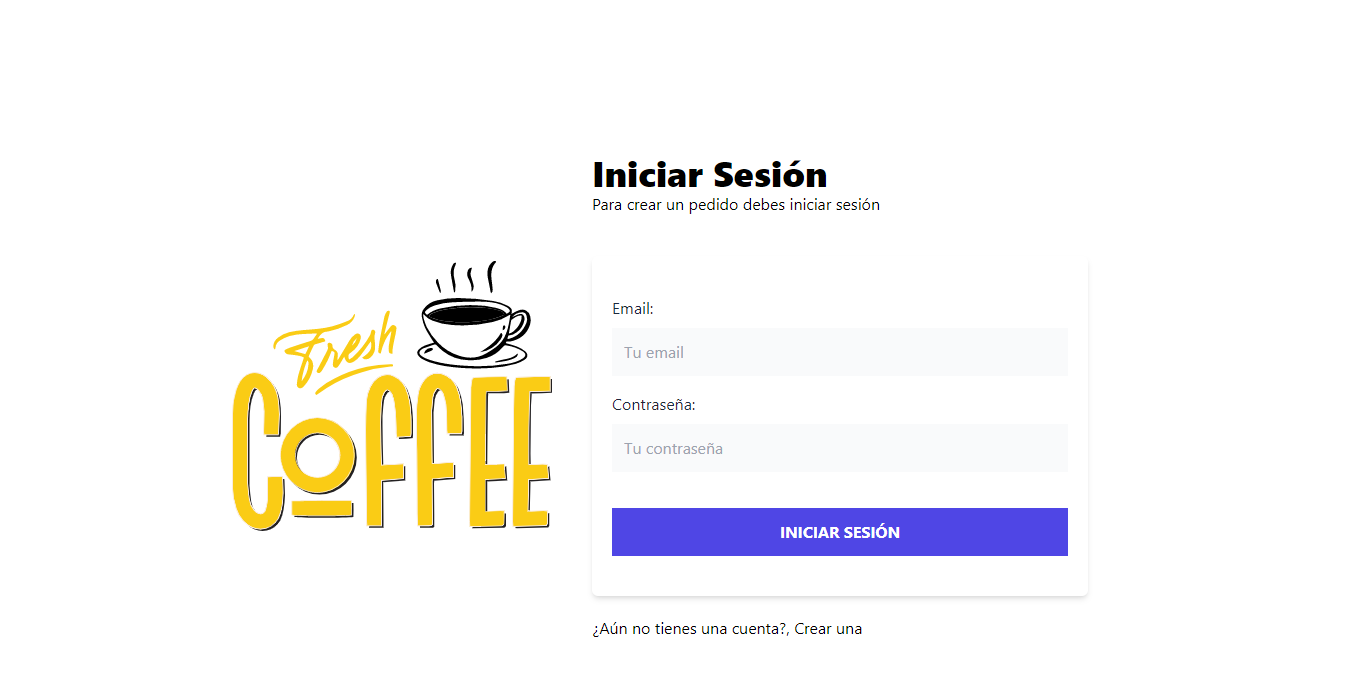 Iniciar Sesión
Para crear un pedido debes iniciar sesión
Fresh
COFFEE
Email:
Tu email
Contraseña:
Tu contraseña
INICIAR SESIÓN
¿Aún no tienes una cuenta?, Crear una